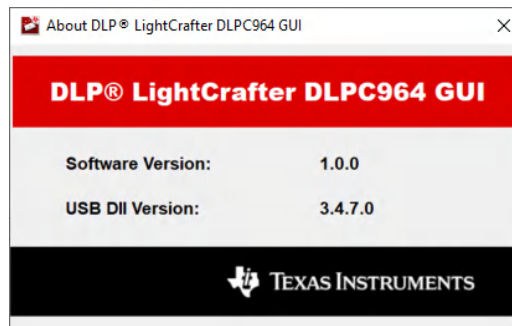 About DLP® LightCrafter DLPC964 GUI
DLP® LightCrafter DLPC964 GUI
Software Version: 1.0.0
USB Dll Version: 3.4.7.0
TEXAS INSTRUMENTS